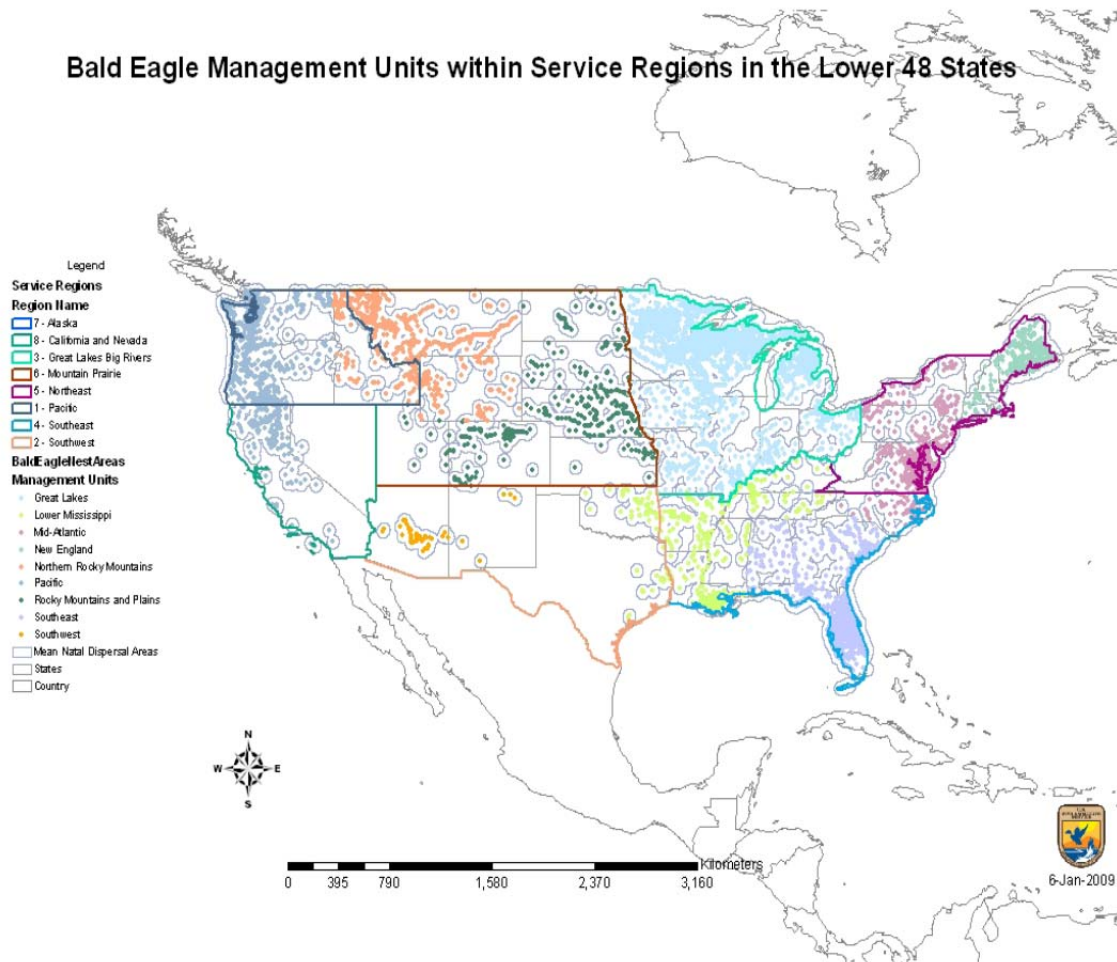 Bald Eagle Management Units within Service Regions in the Lower 48 States
Legend
Service Regions
Region Name
7 - Alaska
8 - California and Nevada
3 - Great Lakes Big Rivers
6 - Mountain Prairie
5 - Northeast
1 - Pacific
4 - Southeast
2 - Southwest
BaldEagleNestAreas
Management Units
Great Lakes
Lower Mississippi
Mid-Atlantic
New England
Northern Rocky Mountains
Pacific
Rocky Mountains and Plains
Southeast
Southwest
Mean Natal Dispersal Areas
States
Country
N
W E
S
Kilometers
0 395 790 1,580 2,370 3,160
6-Jan-2009